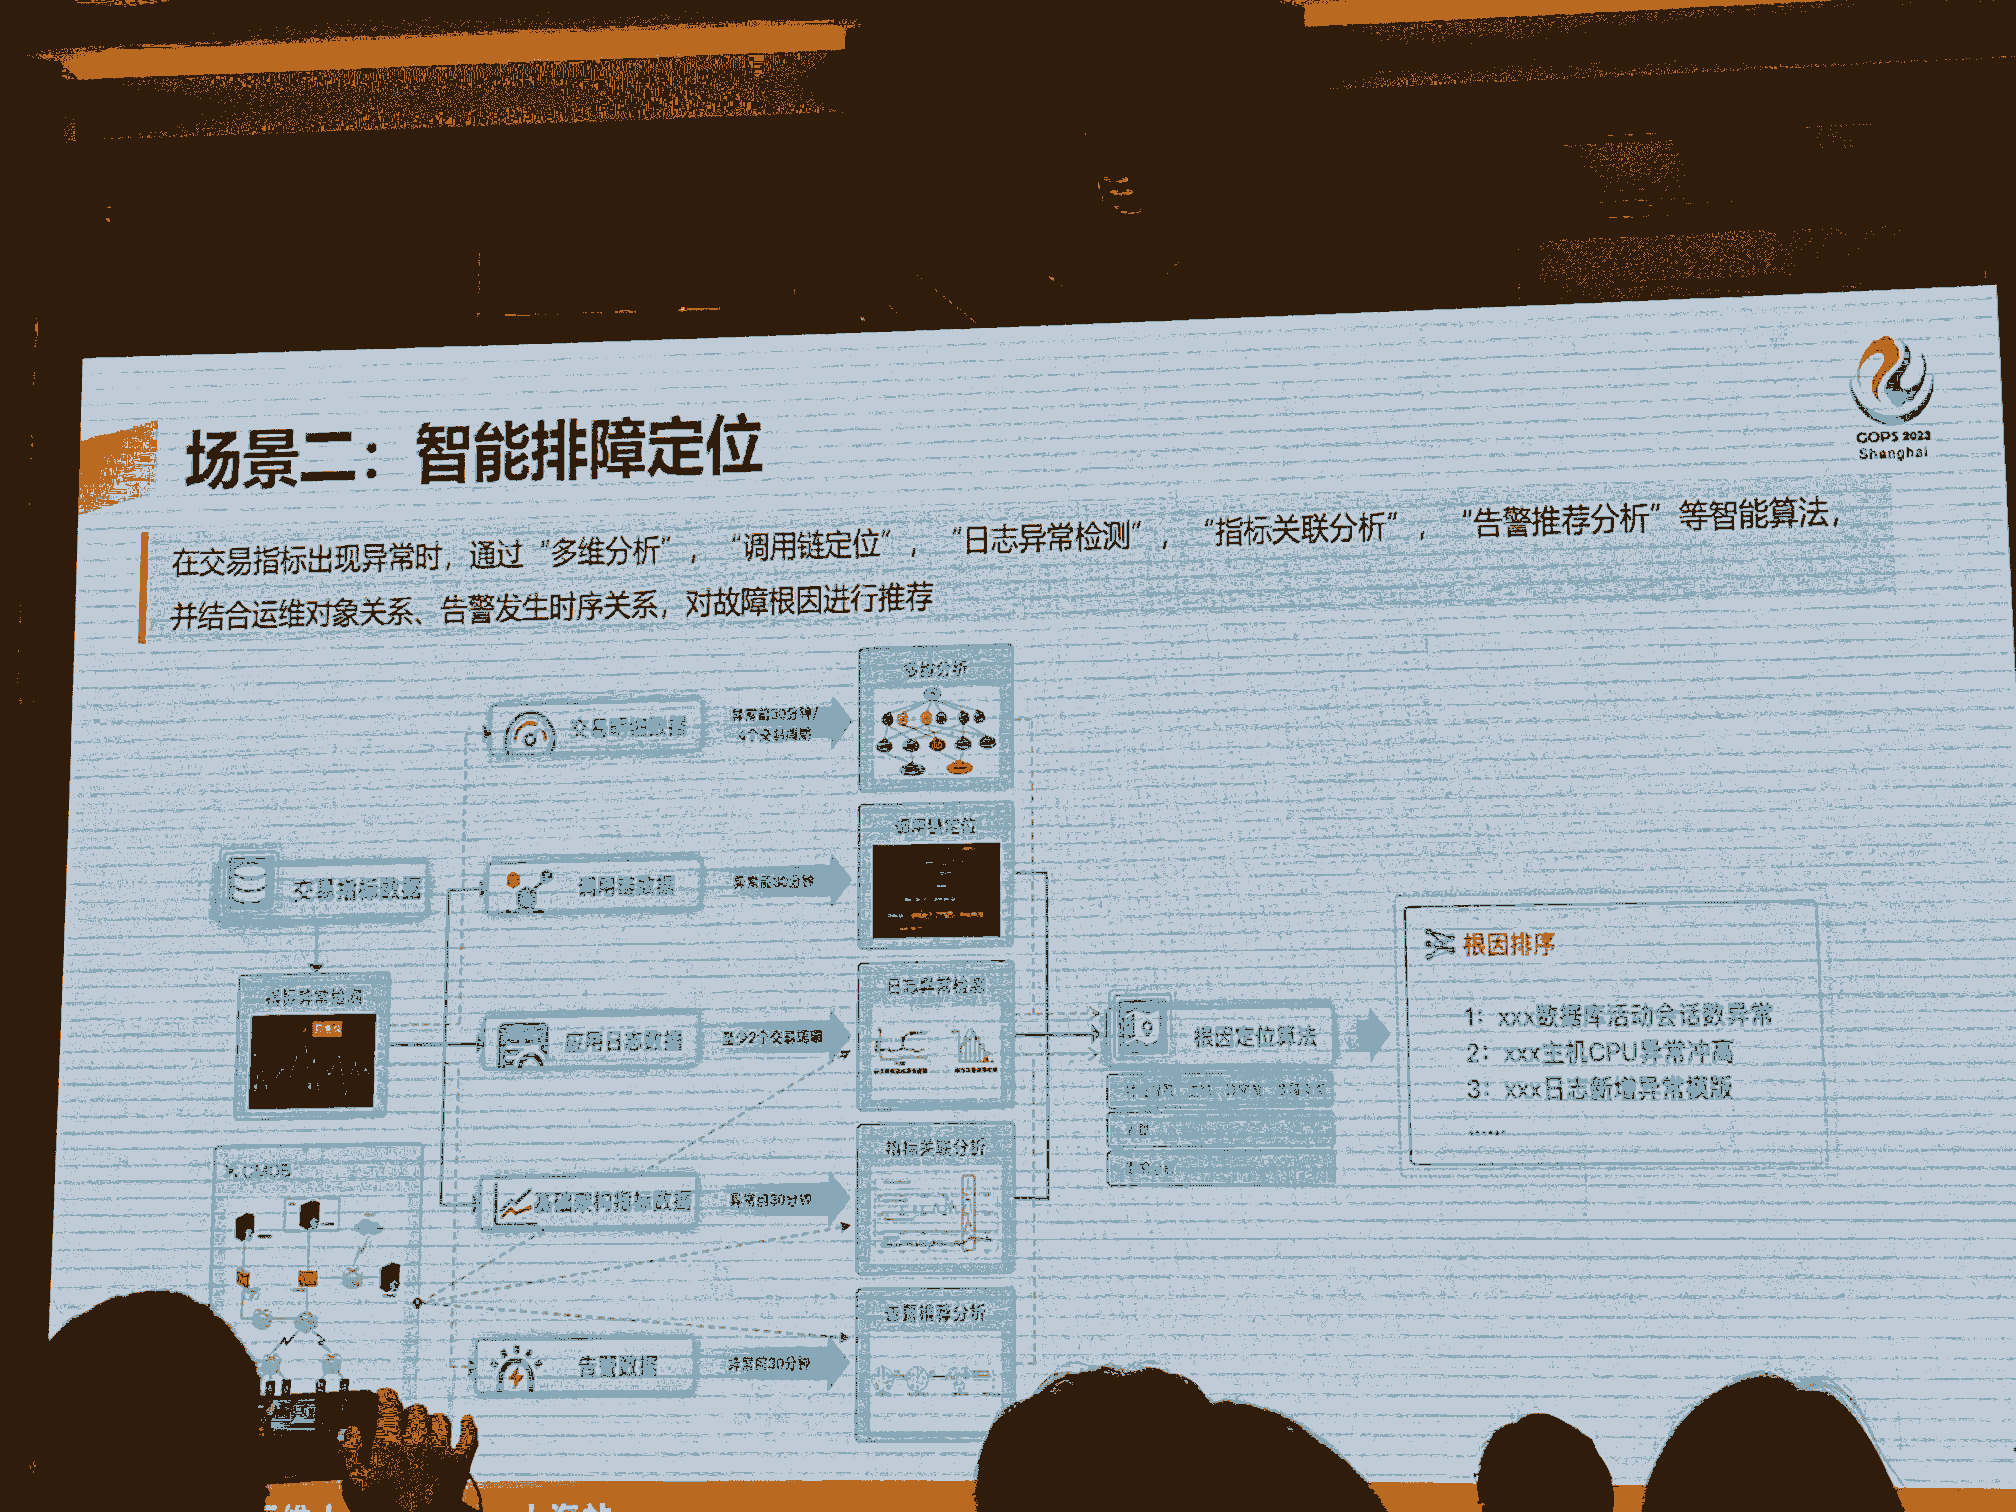 GOPS 2022
Shanghai
场景二：智能排障定位
在交易指标出现异常时，通过“多维分析”，“调用链定位”，“日志异常检测”，“指标关联分析”，“告警推荐分析”等智能算法，
并结合运维对象关系、告警发生时序关系，对故障根因进行推荐
多维分析
交易明细数据
异常前30分钟/
调用链定位
交易指标数据
调用链数据
异常前30分钟
指标异常检测
日志异常检测
应用日志数据
至少2个交易周期
根因定位算法
根因排序
1：xxx数据库活动会话数异常
2：xxx主机CPU异常冲高
3：xxx日志新增异常模版
......
CMDB
指标关联分析
基础架构指标数据
异常前30分钟
告警推荐分析
告警数据
异常前30分钟
上海站